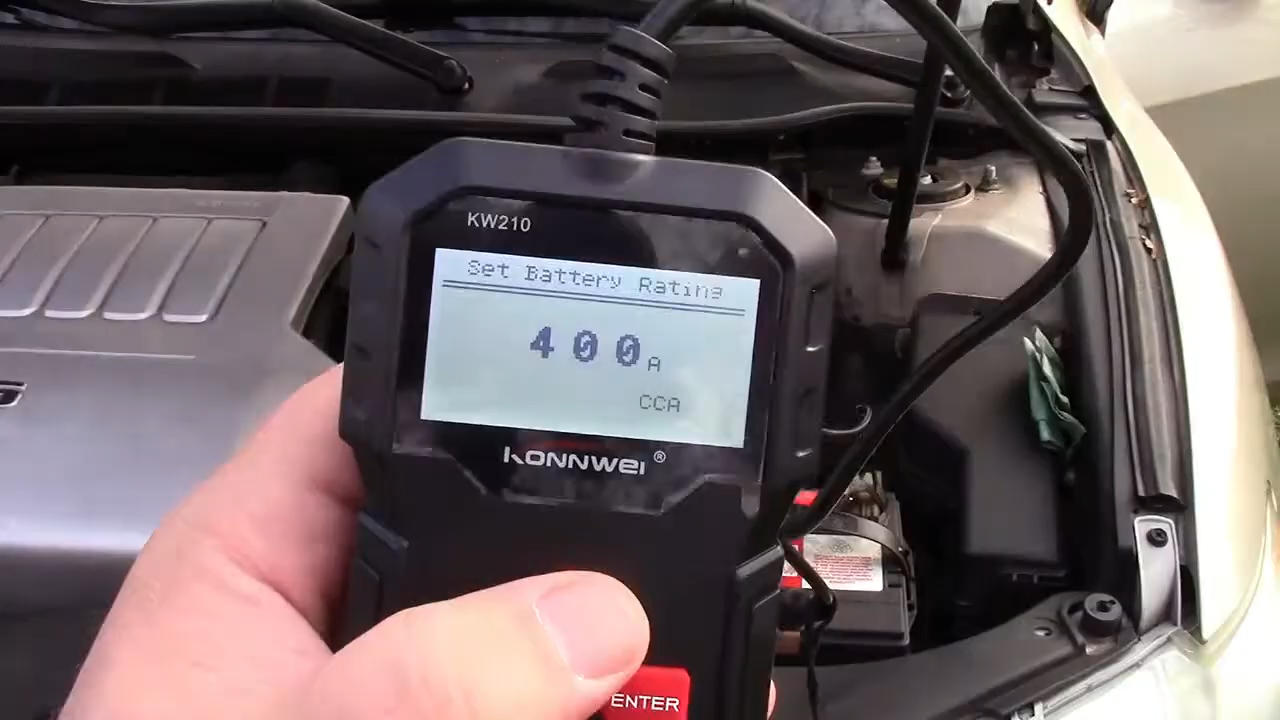 KW210
Set Battery Rating
400A
CCA
KONNWEI®
ENTER